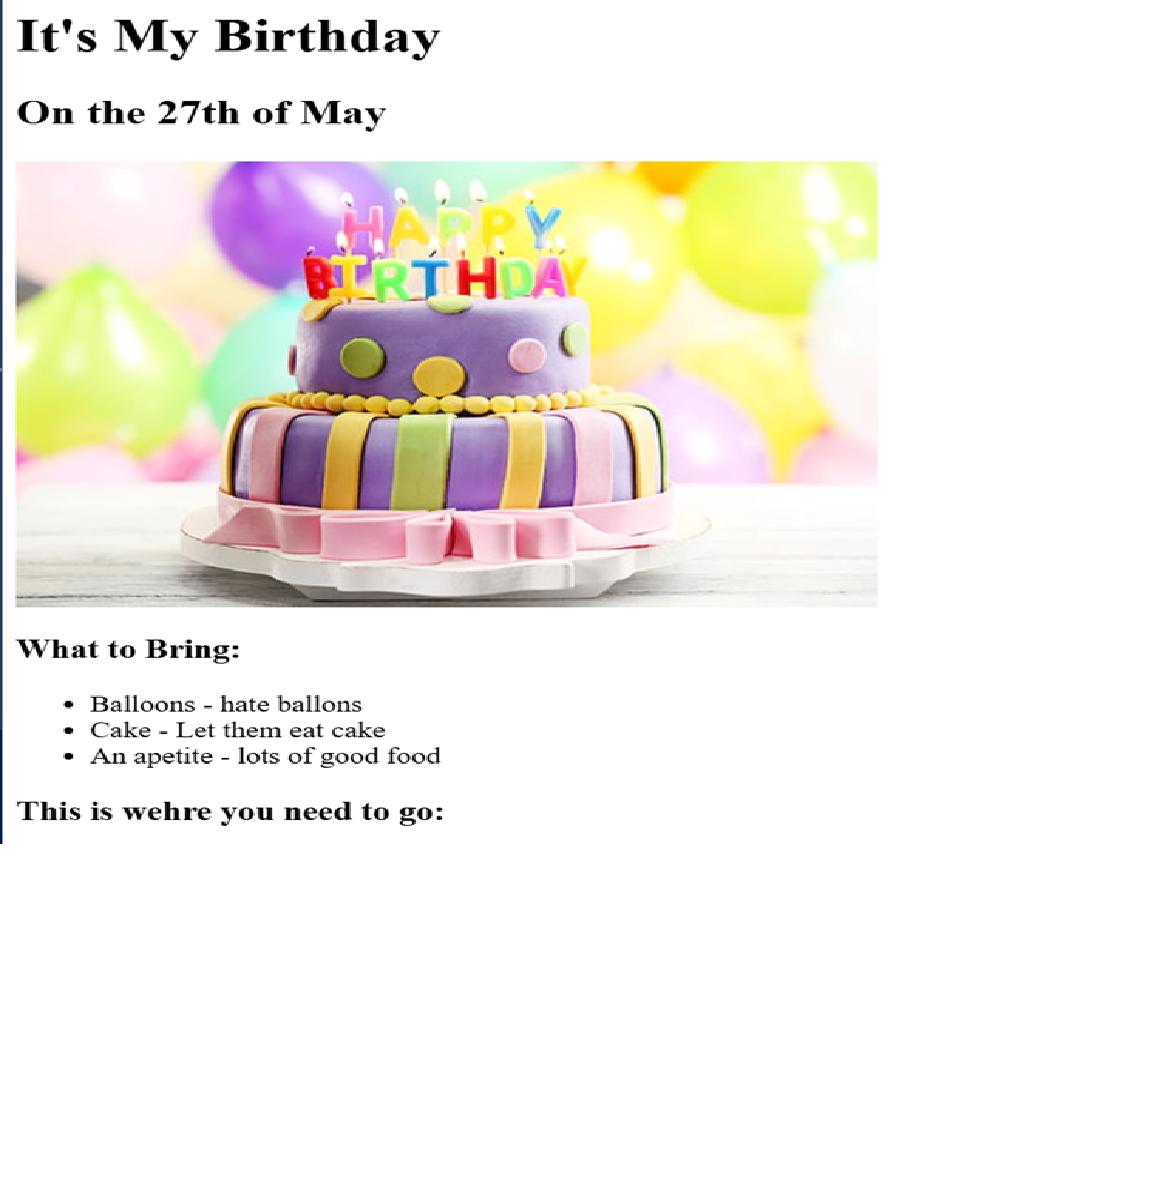 It's My Birthday
On the 27th of May
HAPPY
BIRTHDAY
What to Bring:
Balloons - hate ballons
Cake - Let them eat cake
An apetite - lots of good food
This is wehre you need to go: